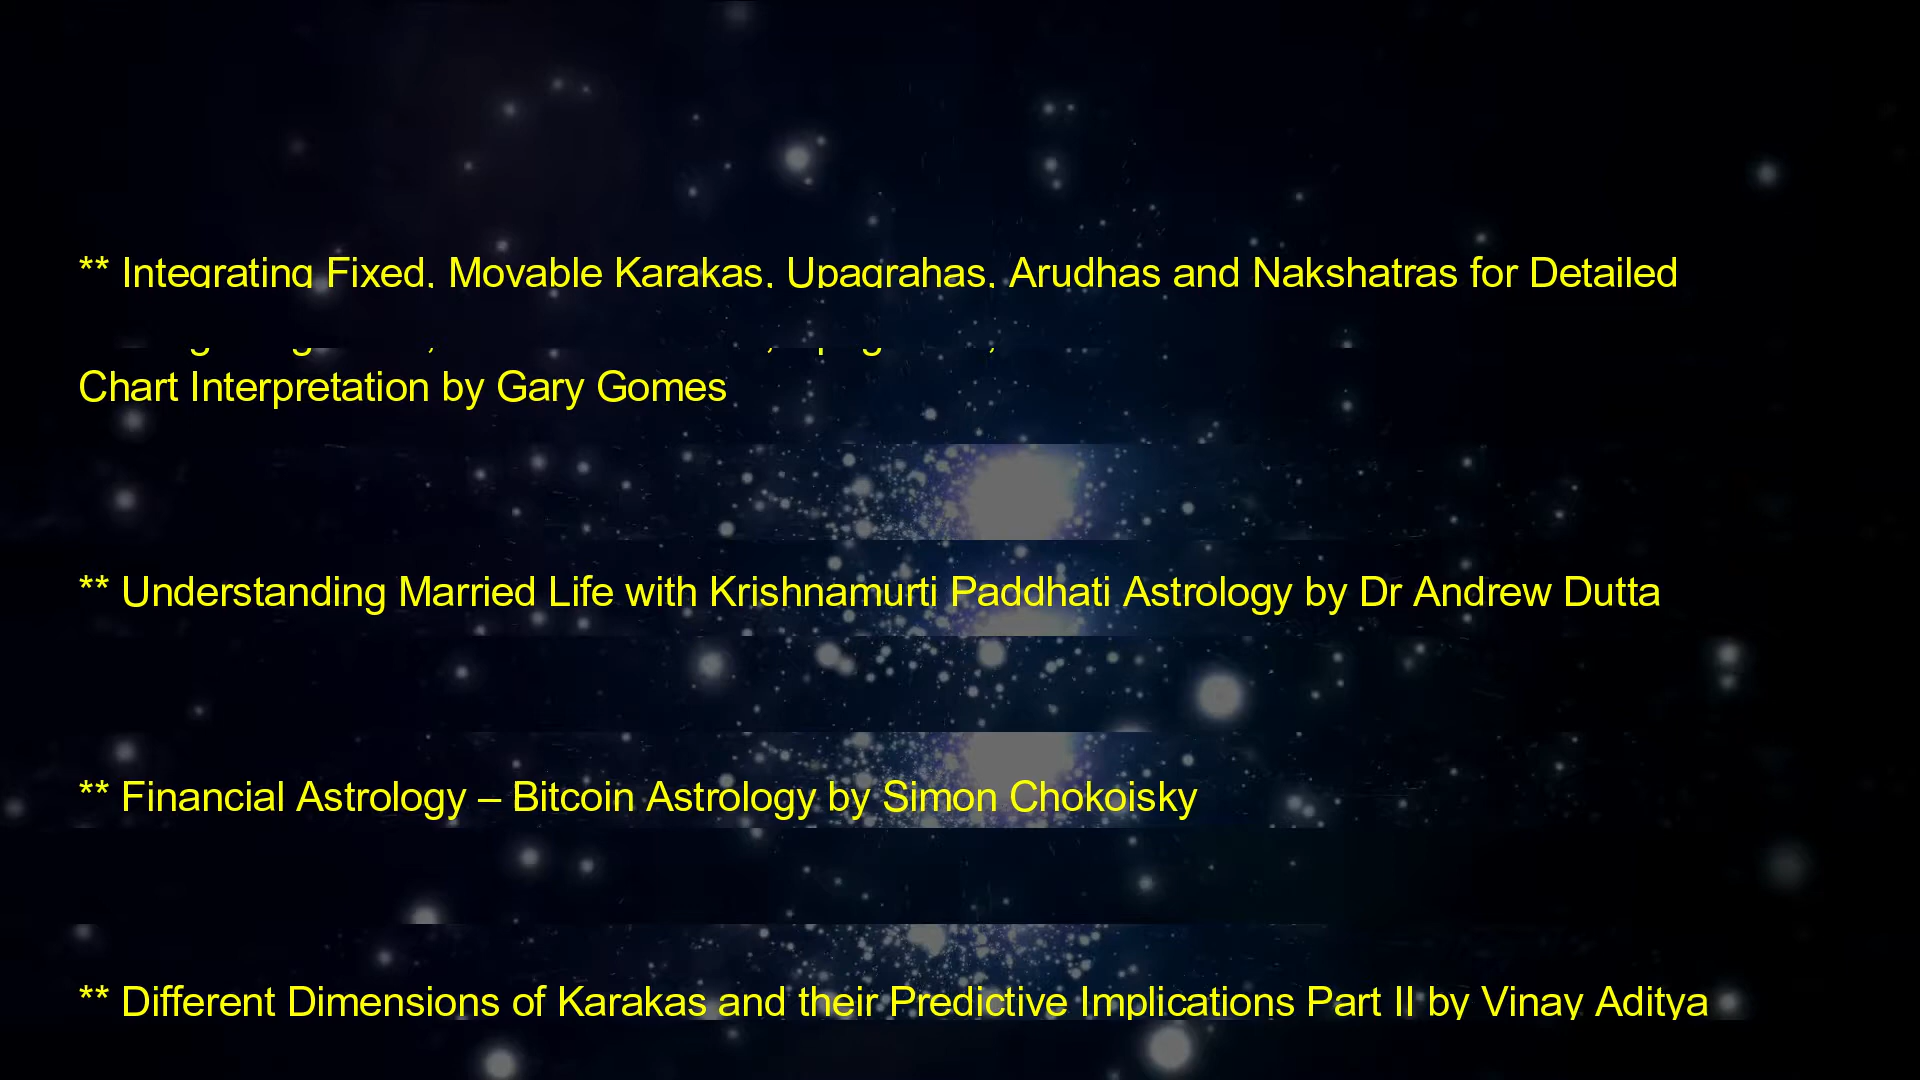 ** Integrating Fixed, Movable Karakas, Upagrahas, Arudhas and Nakshatras for Detailed
Chart Interpretation by Gary Gomes
** Understanding Married Life with Krishnamurti Paddhati Astrology by Dr Andrew Dutta
** Financial Astrology – Bitcoin Astrology by Simon Chokoisky
** Different Dimensions of Karakas and their Predictive Implications Part II by Vinay Aditya